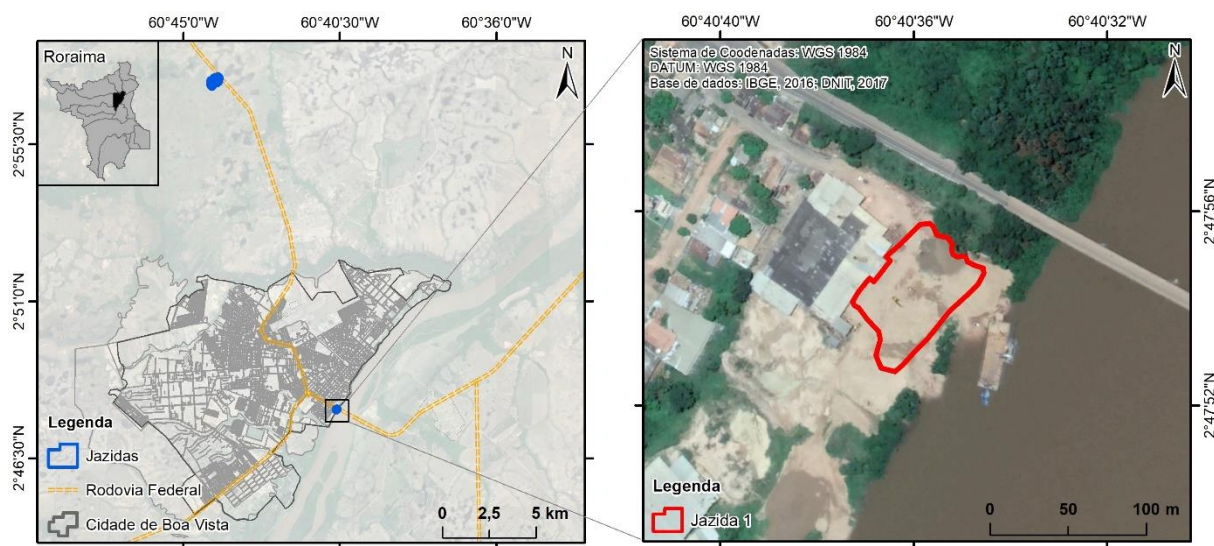 60°45'0"W 60°40'30"W 60°36'0"W
Roraima
N
2°55'30"N
2°51'0"N
2°46'30"N
Legenda
Jazidas
Rodovia Federal
Cidade de Boa Vista
0 2,5 5 km
60°40'40"W 60°40'36"W 60°40'32"W
Sistema de Coodenadas: WGS 1984
DATUM: WGS 1984
Base de dados: IBGE, 2016; DNIT, 2017
N
2°47'56"N
2°47'52"N
Legenda
Jazida 1
0 50 100 m